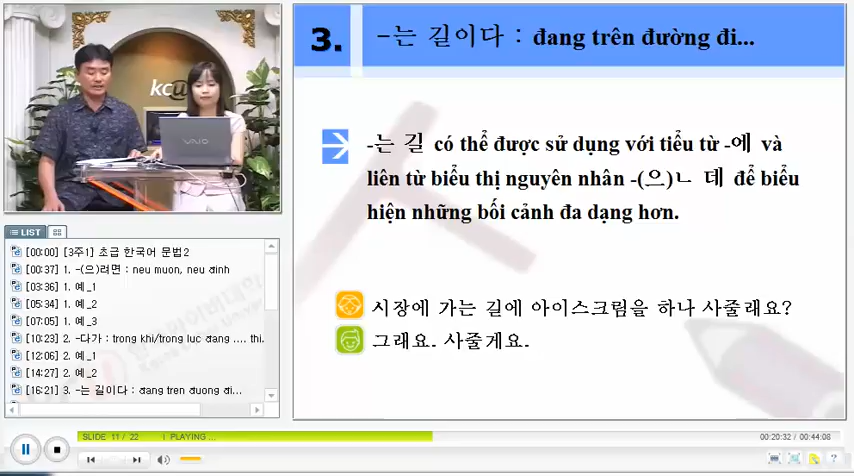 3. -는 길이다 : đang trên đường đi...
kcu
VAIO
-는 길 có thể được sử dụng với tiểu từ -에 và
liên từ biểu thị nguyên nhân -(으)ㄴ 데 để biểu
hiện những bối cảnh đa dạng hơn.
시장에 가는 길에 아이스크림을 하나 사줄래요?
그래요. 사줄게요.
LIST
[00:00] [3주1] 초급 한국어 문법2
[00:37] 1. -(으)려면 : neu muon, neu dinh
[03:36] 1. 예_1
[05:34] 1. 예_2
[07:05] 1. 예_3
[10:23] 2. -다가 : trong khi/trong luc dang .... thi.
[12:06] 2. 예_1
[14:27] 2. 예_2
[16:21] 3. -는 길이다 : dang tren duong di...
SLIDE 11 / 22 | PLAYING ...
00:20:32 / 00:44:08